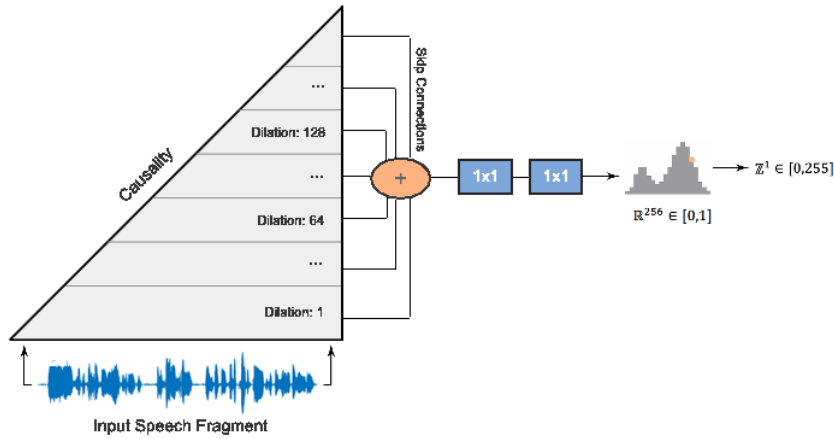 Causality
Skip Connections
...
Dilation: 128
...
Dilation: 64
...
Dilation: 1
+
1x1
1x1
ℝ²⁵⁶ ∈ [0,1]
ℤ¹ ∈ [0,255]
Input Speech Fragment